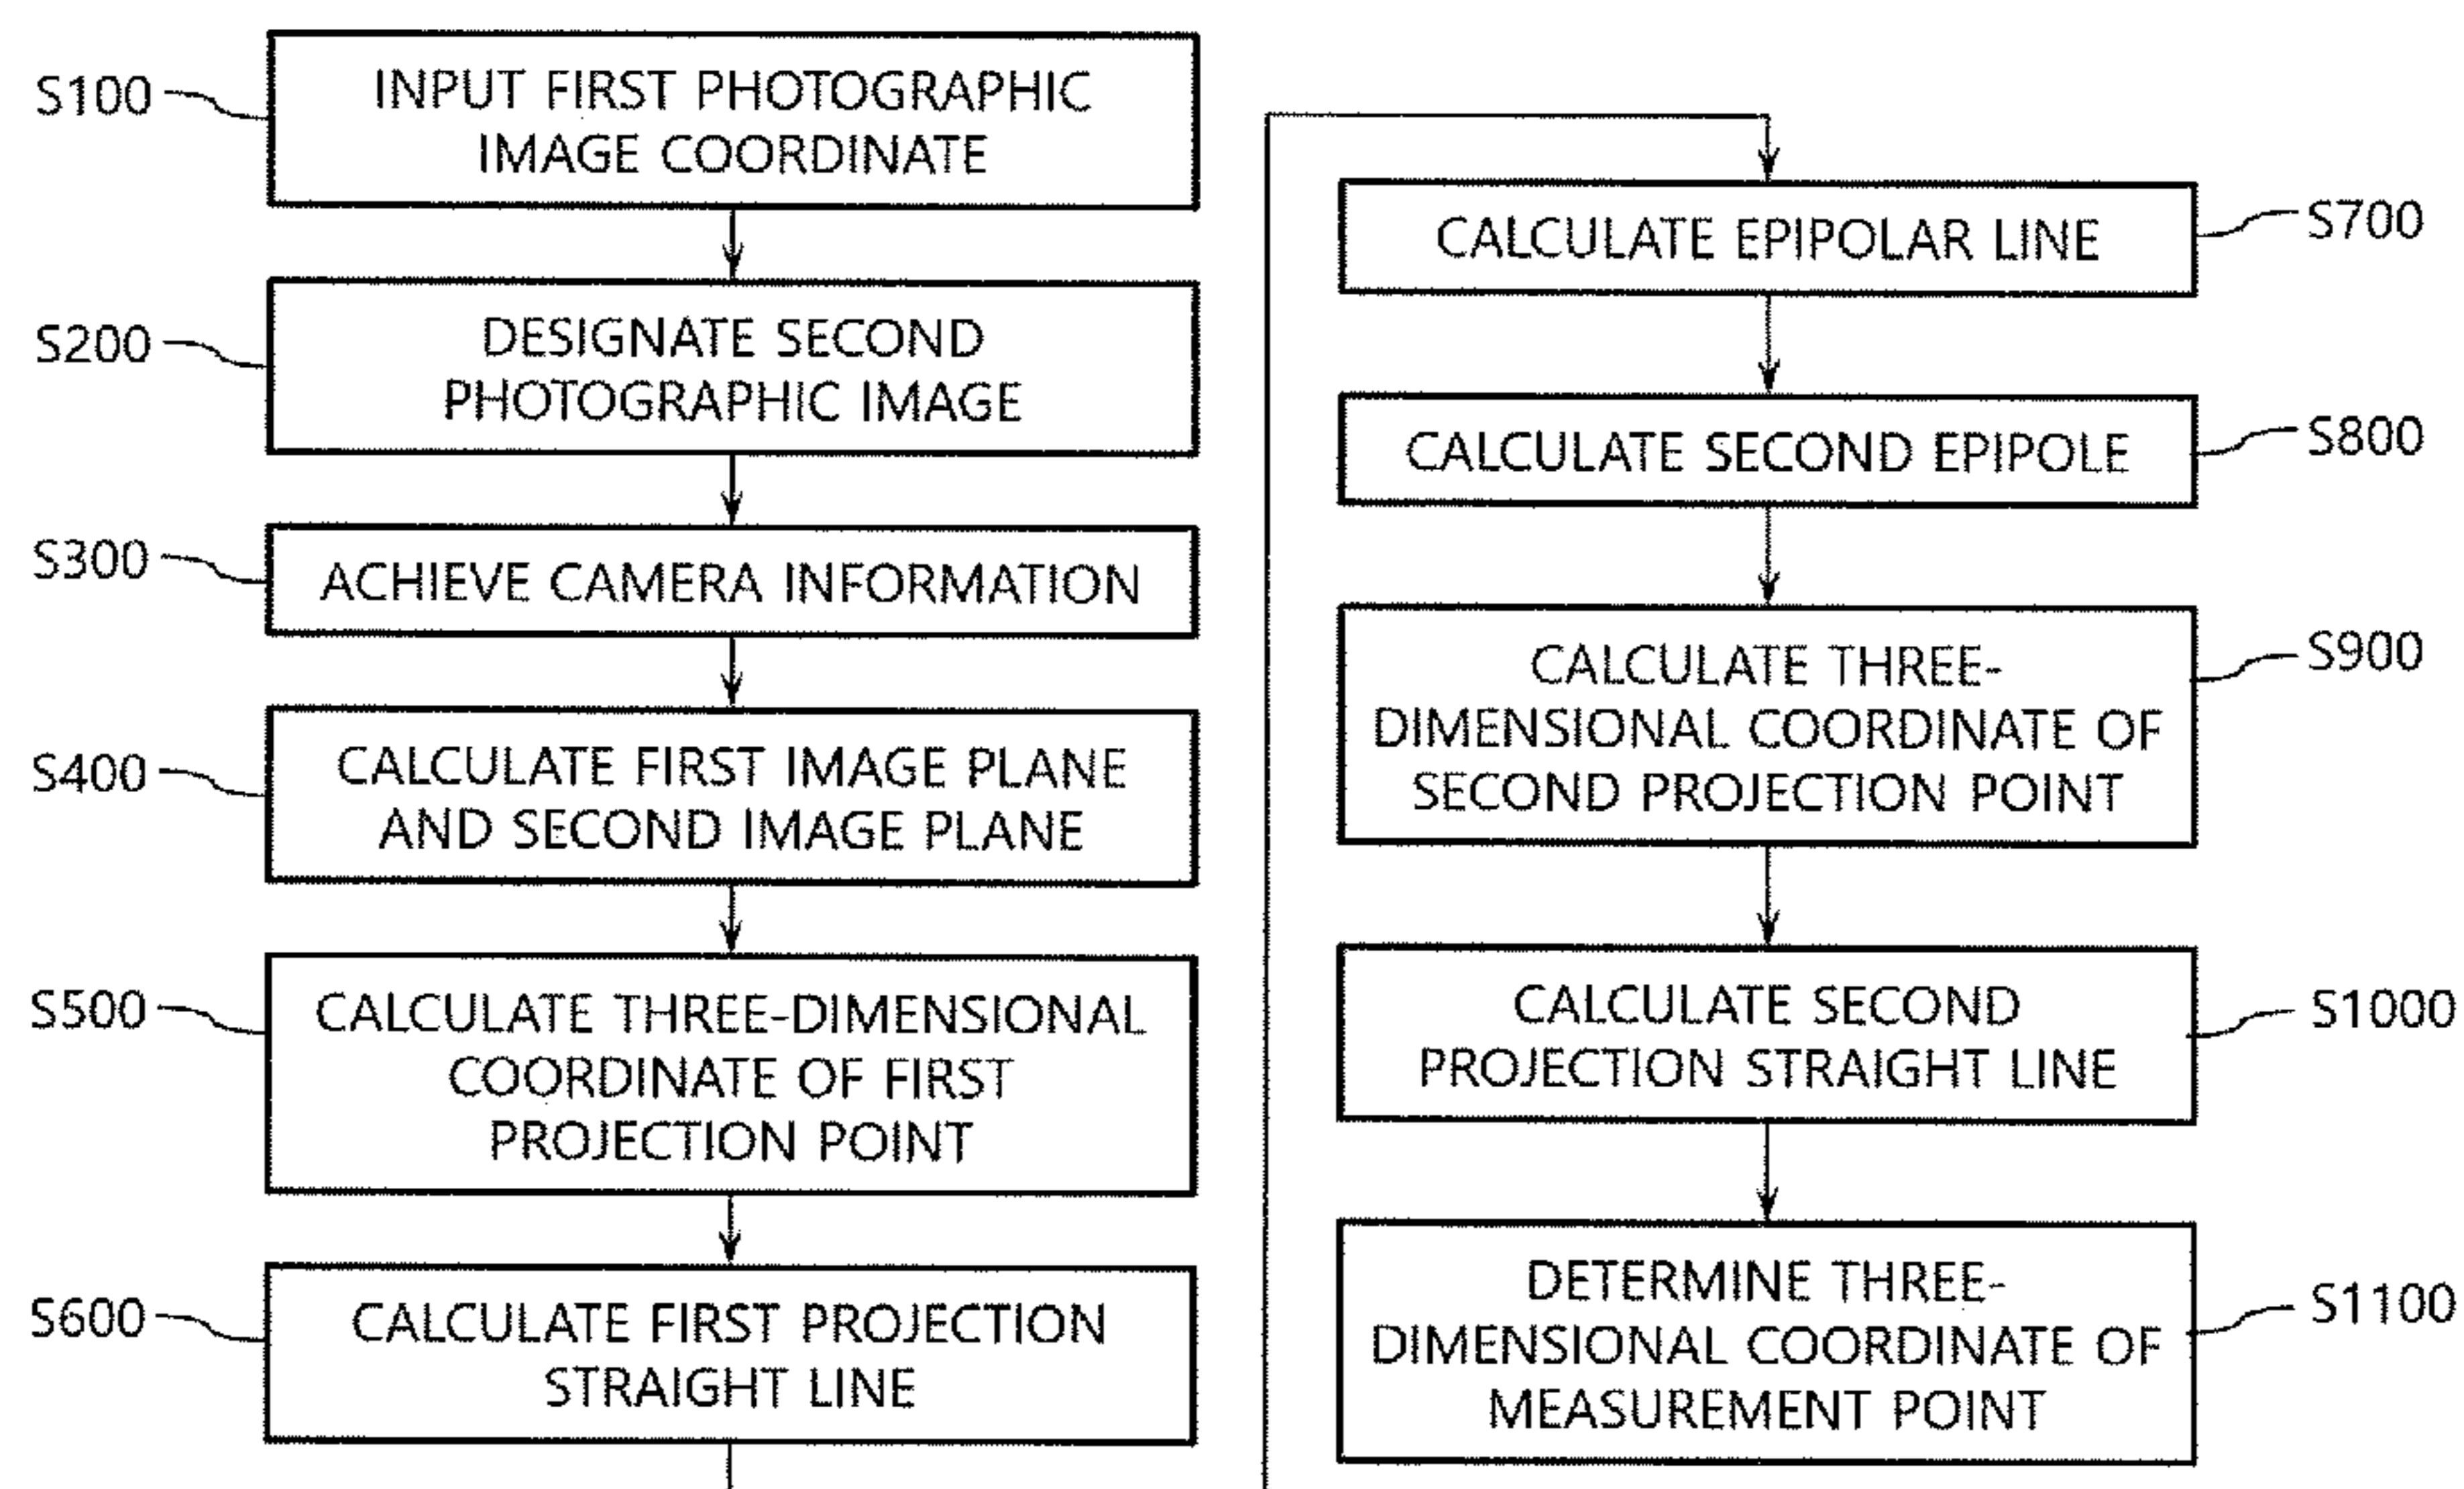 S100
INPUT FIRST PHOTOGRAPHIC
IMAGE COORDINATE
S200
DESIGNATE SECOND
PHOTOGRAPHIC IMAGE
S300
ACHIEVE CAMERA INFORMATION
S400
CALCULATE FIRST IMAGE PLANE
AND SECOND IMAGE PLANE
S500
CALCULATE THREE-DIMENSIONAL
COORDINATE OF FIRST
PROJECTION POINT
S600
CALCULATE FIRST PROJECTION
STRAIGHT LINE
CALCULATE EPIPOLAR LINE
S700
CALCULATE SECOND EPIPOLE
S800
CALCULATE THREE-
DIMENSIONAL COORDINATE OF
SECOND PROJECTION POINT
S900
CALCULATE SECOND
PROJECTION STRAIGHT LINE
S1000
DETERMINE THREE-
DIMENSIONAL COORDINATE OF
MEASUREMENT POINT
S1100